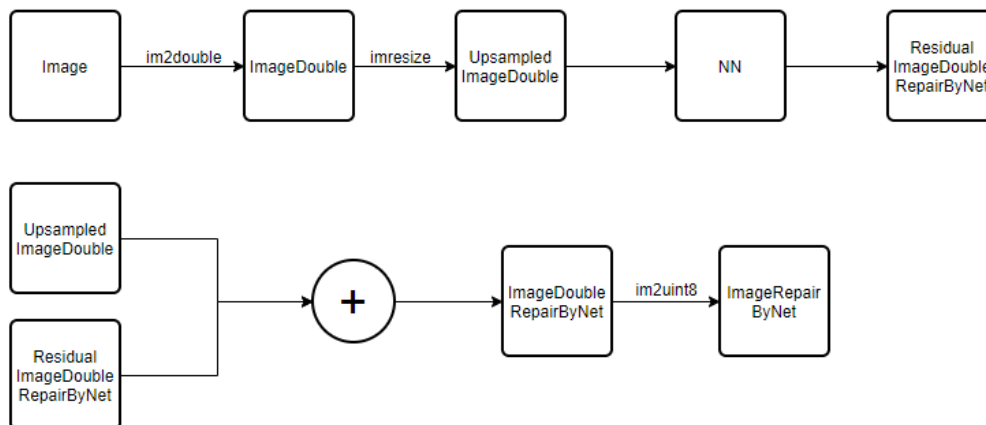 Image
im2double
ImageDouble
imresize
Upsampled
ImageDouble
NN
Residual
ImageDouble
RepairByNet
Upsampled
ImageDouble
Residual
ImageDouble
RepairByNet
+
ImageDouble
RepairByNet
im2uint8
ImageRepair
ByNet